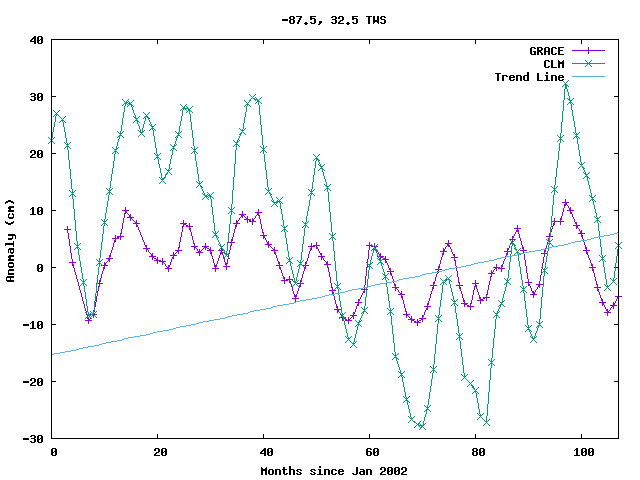 -87.5, 32.5 TWS
GRACE
CLM
Trend Line
40
30
20
10
0
-10
-20
-30
Anomaly (cm)
0 20 40 60 80 100
Months since Jan 2002